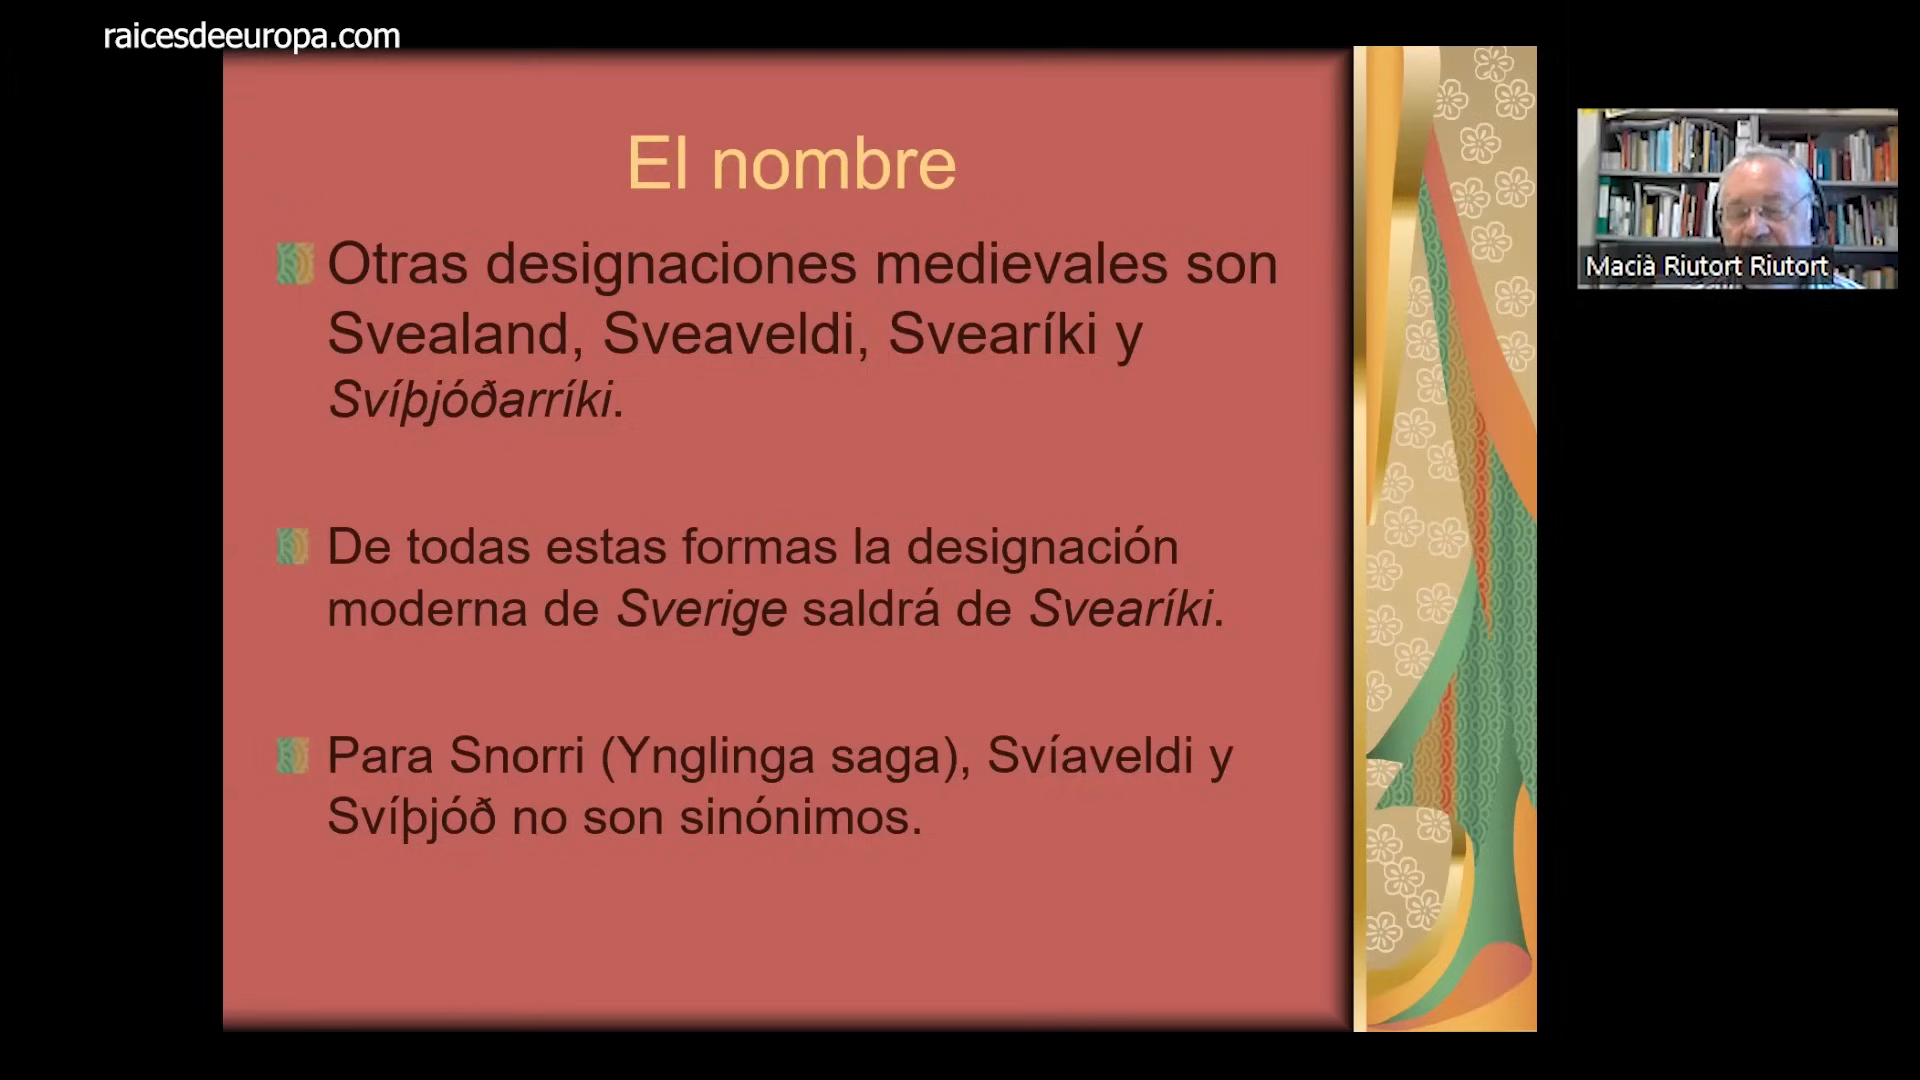 raicesdeeuropa.com
El nombre
Otras designaciones medievales son
Svealand, Sveaveldi, Svearíki y
Svíþjóðarríki.
De todas estas formas la designación
moderna de Sverige saldrá de Svearíki.
Para Snorri (Ynglinga saga), Svíaveldi y
Svíþjóð no son sinónimos.
Macià Riutort Riutort